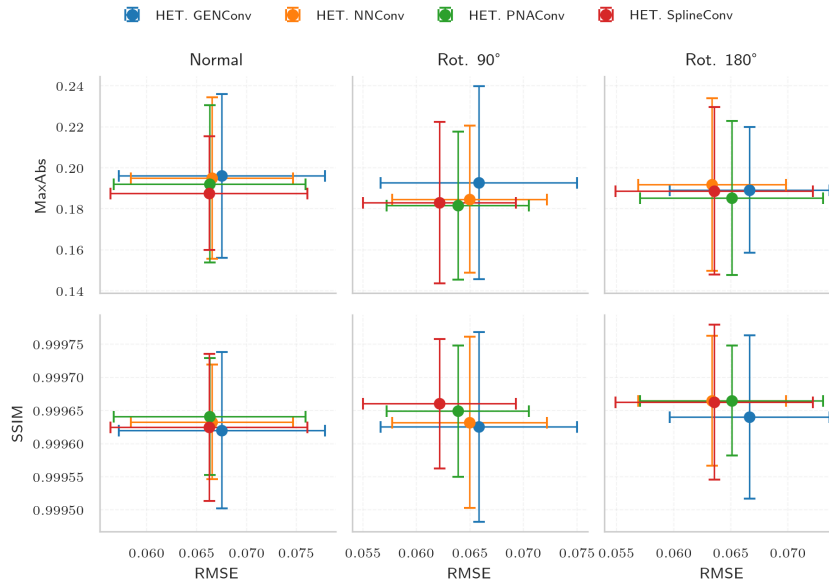 HET. GENConv HET. NNConv HET. PNAConv HET. SplineConv
Normal Rot. 90° Rot. 180°
0.24
0.22
0.20
0.18
0.16
0.14
MaxAbs
0.99975
0.99970
0.99965
0.99960
0.99955
0.99950
SSIM
0.060 0.065 0.070 0.075 0.055 0.060 0.065 0.070 0.075 0.055 0.060 0.065 0.070
RMSE RMSE RMSE